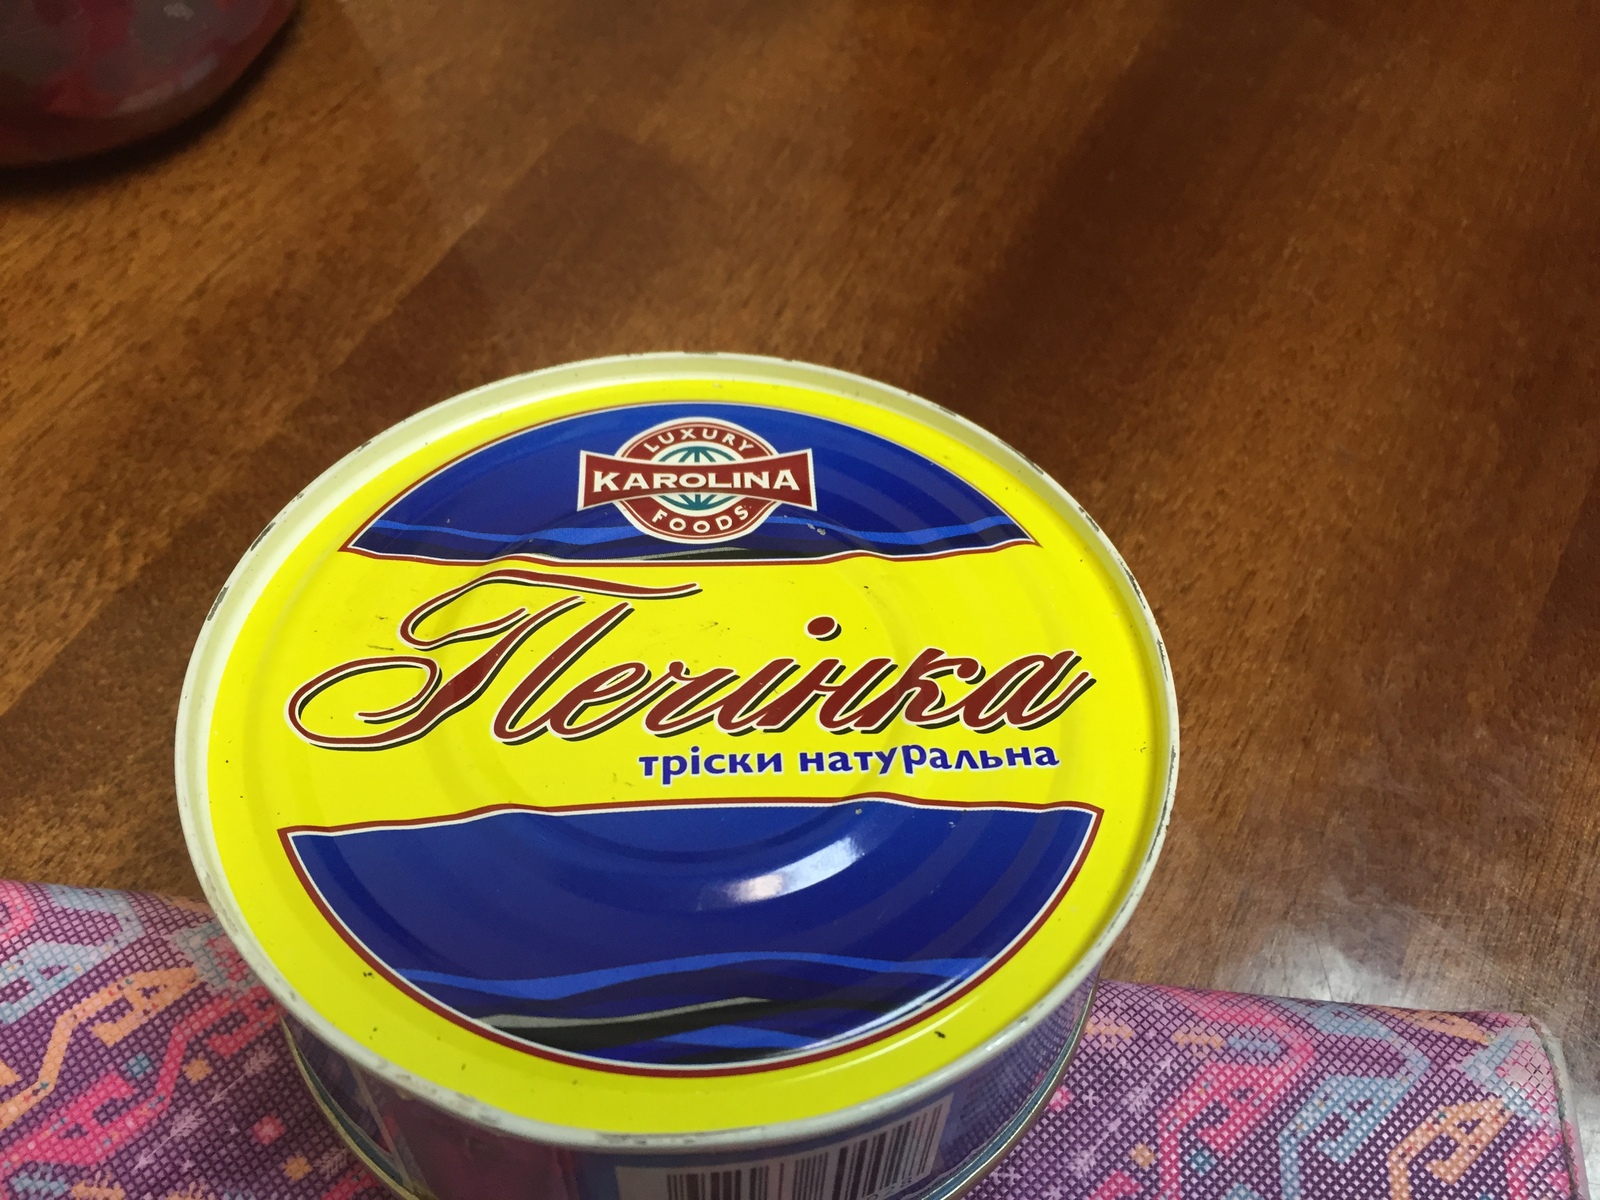 LUXURY
KAROLINA
FOODS
Печінка
тріски натуральна